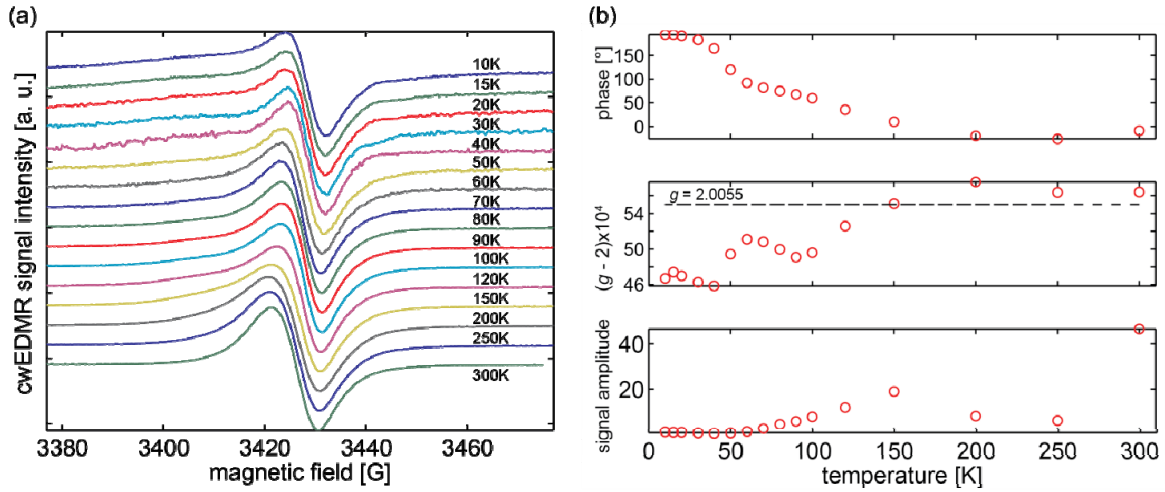 (a)
cwEDMR signal intensity [a. u.]
10K
15K
20K
30K
40K
50K
60K
70K
80K
90K
100K
120K
150K
200K
250K
300K
3380 3400 3420 3440 3460
magnetic field [G]
(b)
phase [°]
150
100
50
0
(g - 2)x10⁴
g = 2.0055
54
50
46
signal amplitude
40
20
0 50 100 150 200 250 300
temperature [K]